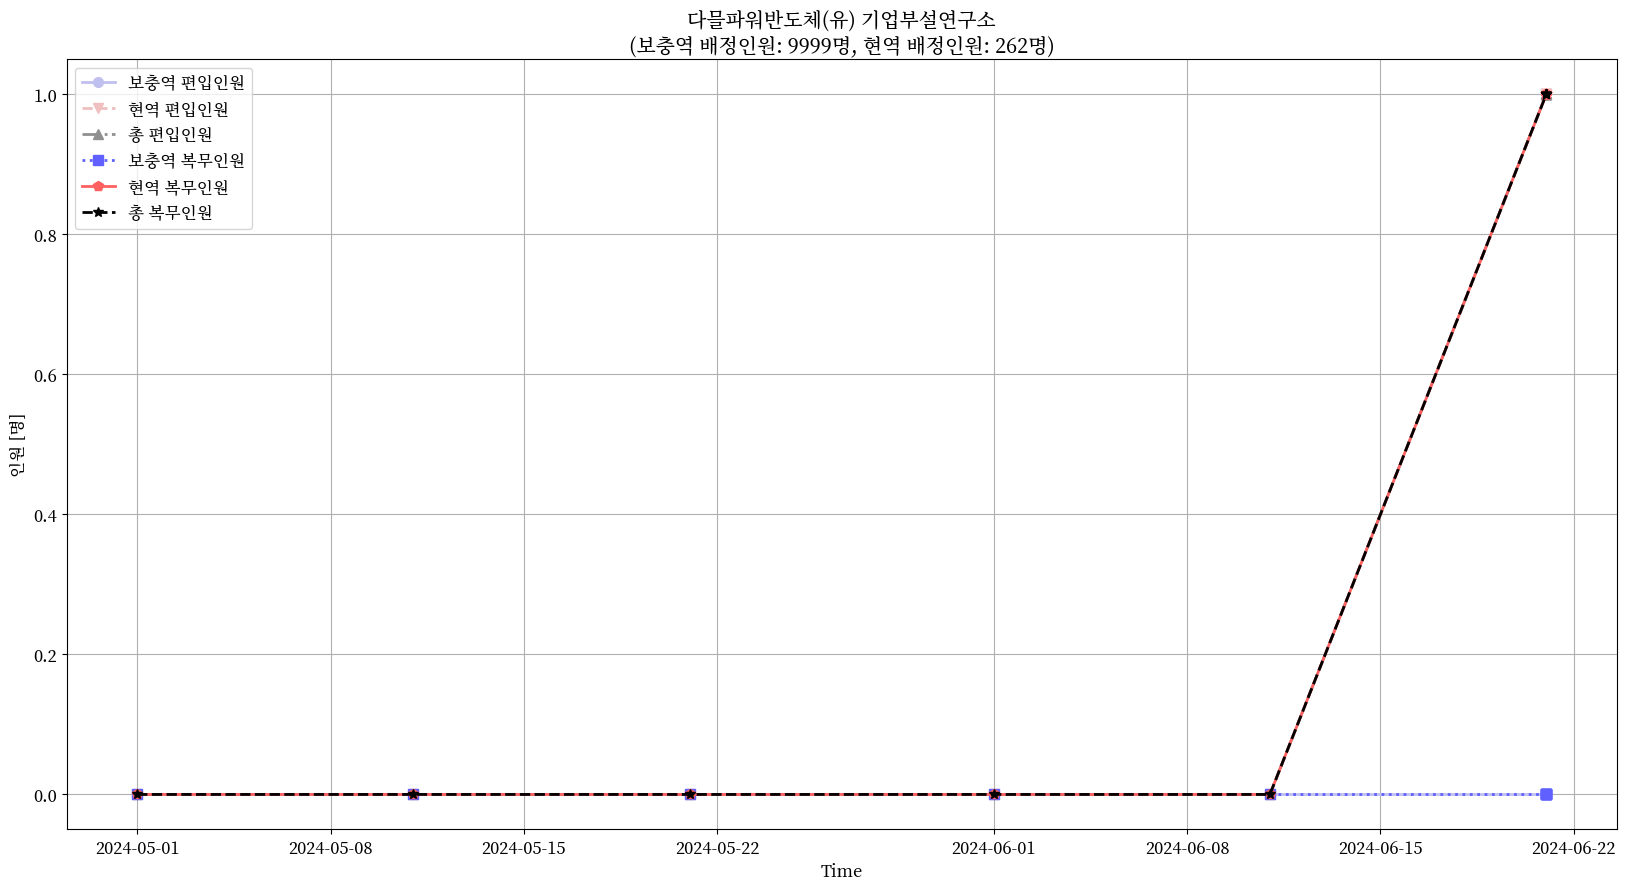 다믈파워반도체(유) 기업부설연구소
(보충역 배정인원: 9999명, 현역 배정인원: 262명)
보충역 편입인원
현역 편입인원
총 편입인원
보충역 복무인원
현역 복무인원
총 복무인원
1.0
0.8
0.6
0.4
0.2
0.0
인원 [명]
2024-05-01 2024-05-08 2024-05-15 2024-05-22 2024-06-01 2024-06-08 2024-06-15 2024-06-22
Time